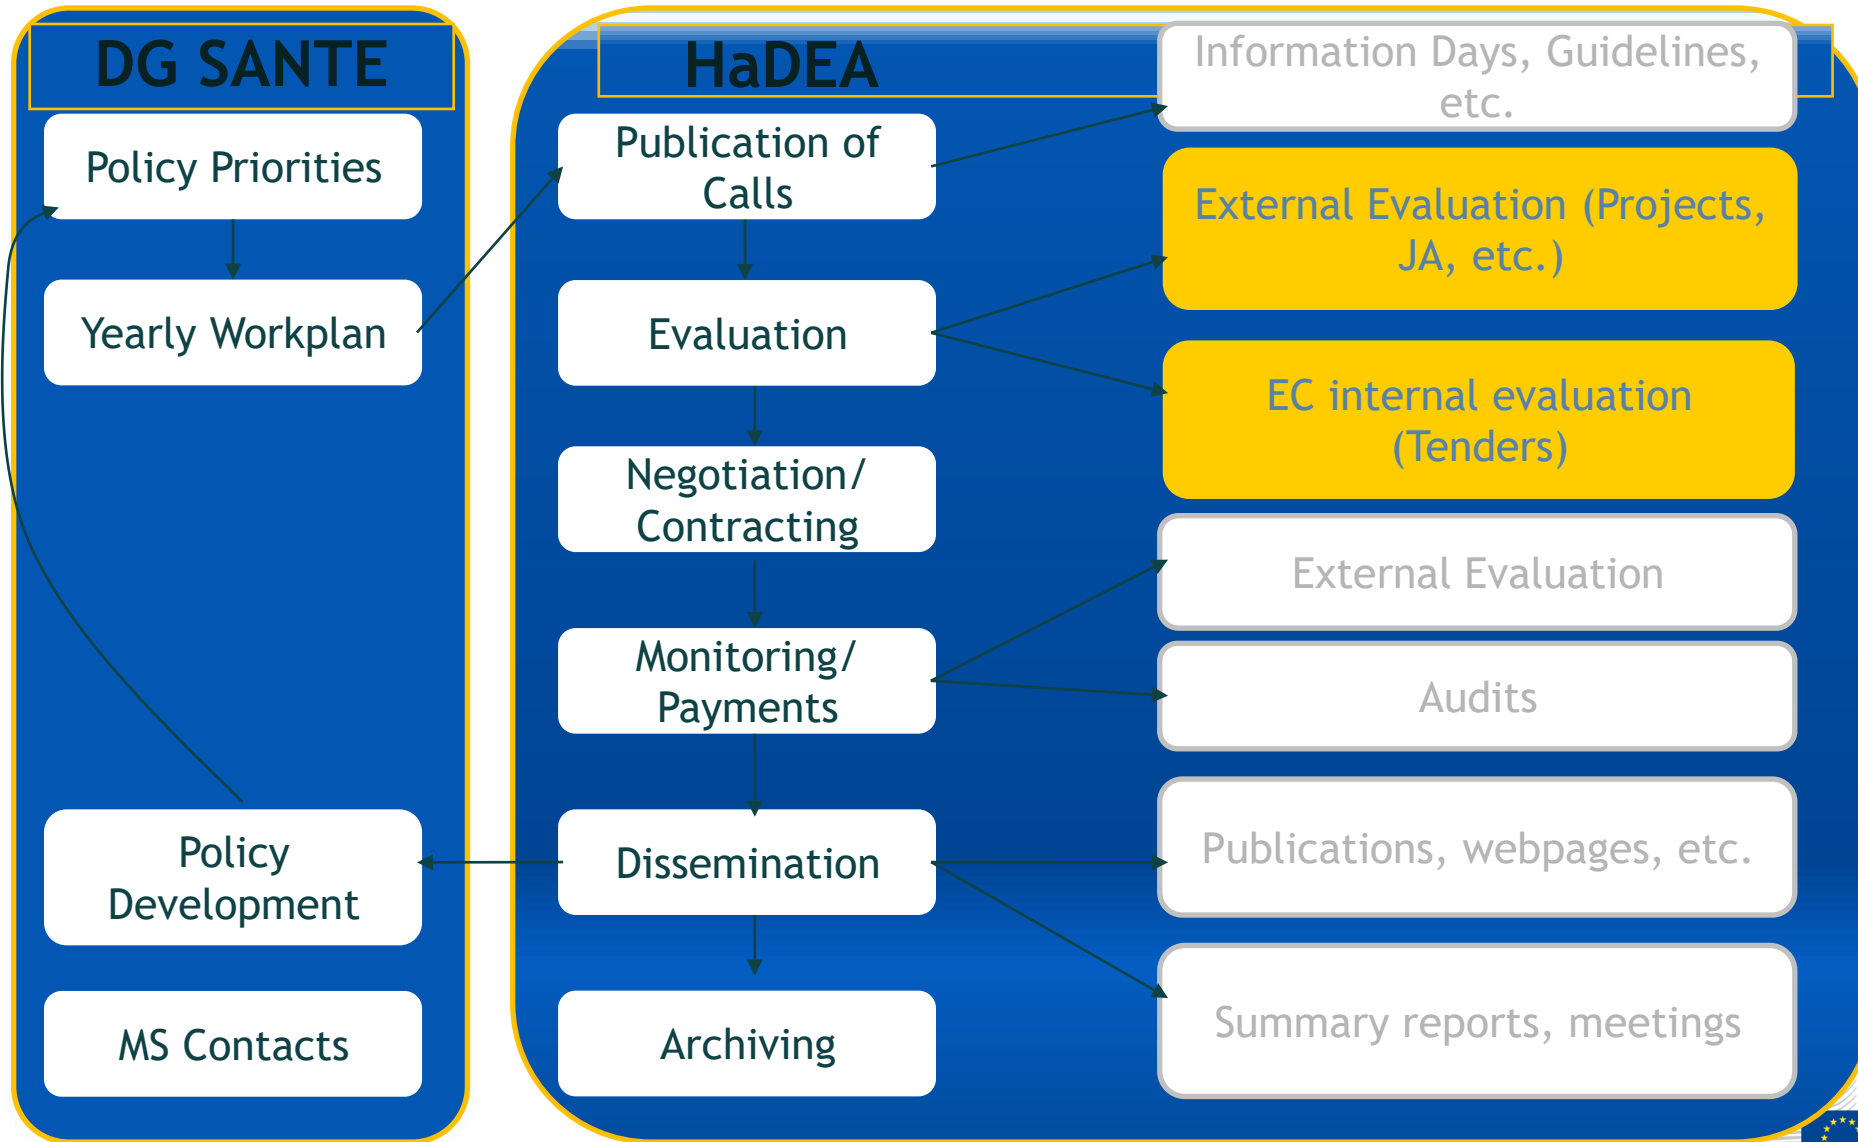 DG SANTE
Policy Priorities
Yearly Workplan
Policy
Development
MS Contacts
HaDEA
Publication of
Calls
Evaluation
Negotiation/
Contracting
Monitoring/
Payments
Dissemination
Archiving
Information Days, Guidelines,
etc.
External Evaluation (Projects,
JA, etc.)
EC internal evaluation
(Tenders)
External Evaluation
Audits
Publications, webpages, etc.
Summary reports, meetings